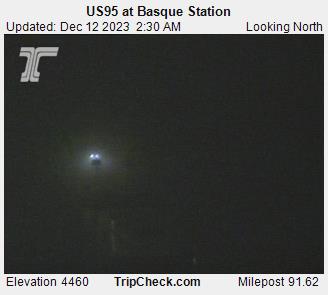 US95 at Basque Station
Updated: Dec 12 2023 2:30 AM Looking North
Elevation 4460 TripCheck.com Milepost 91.62